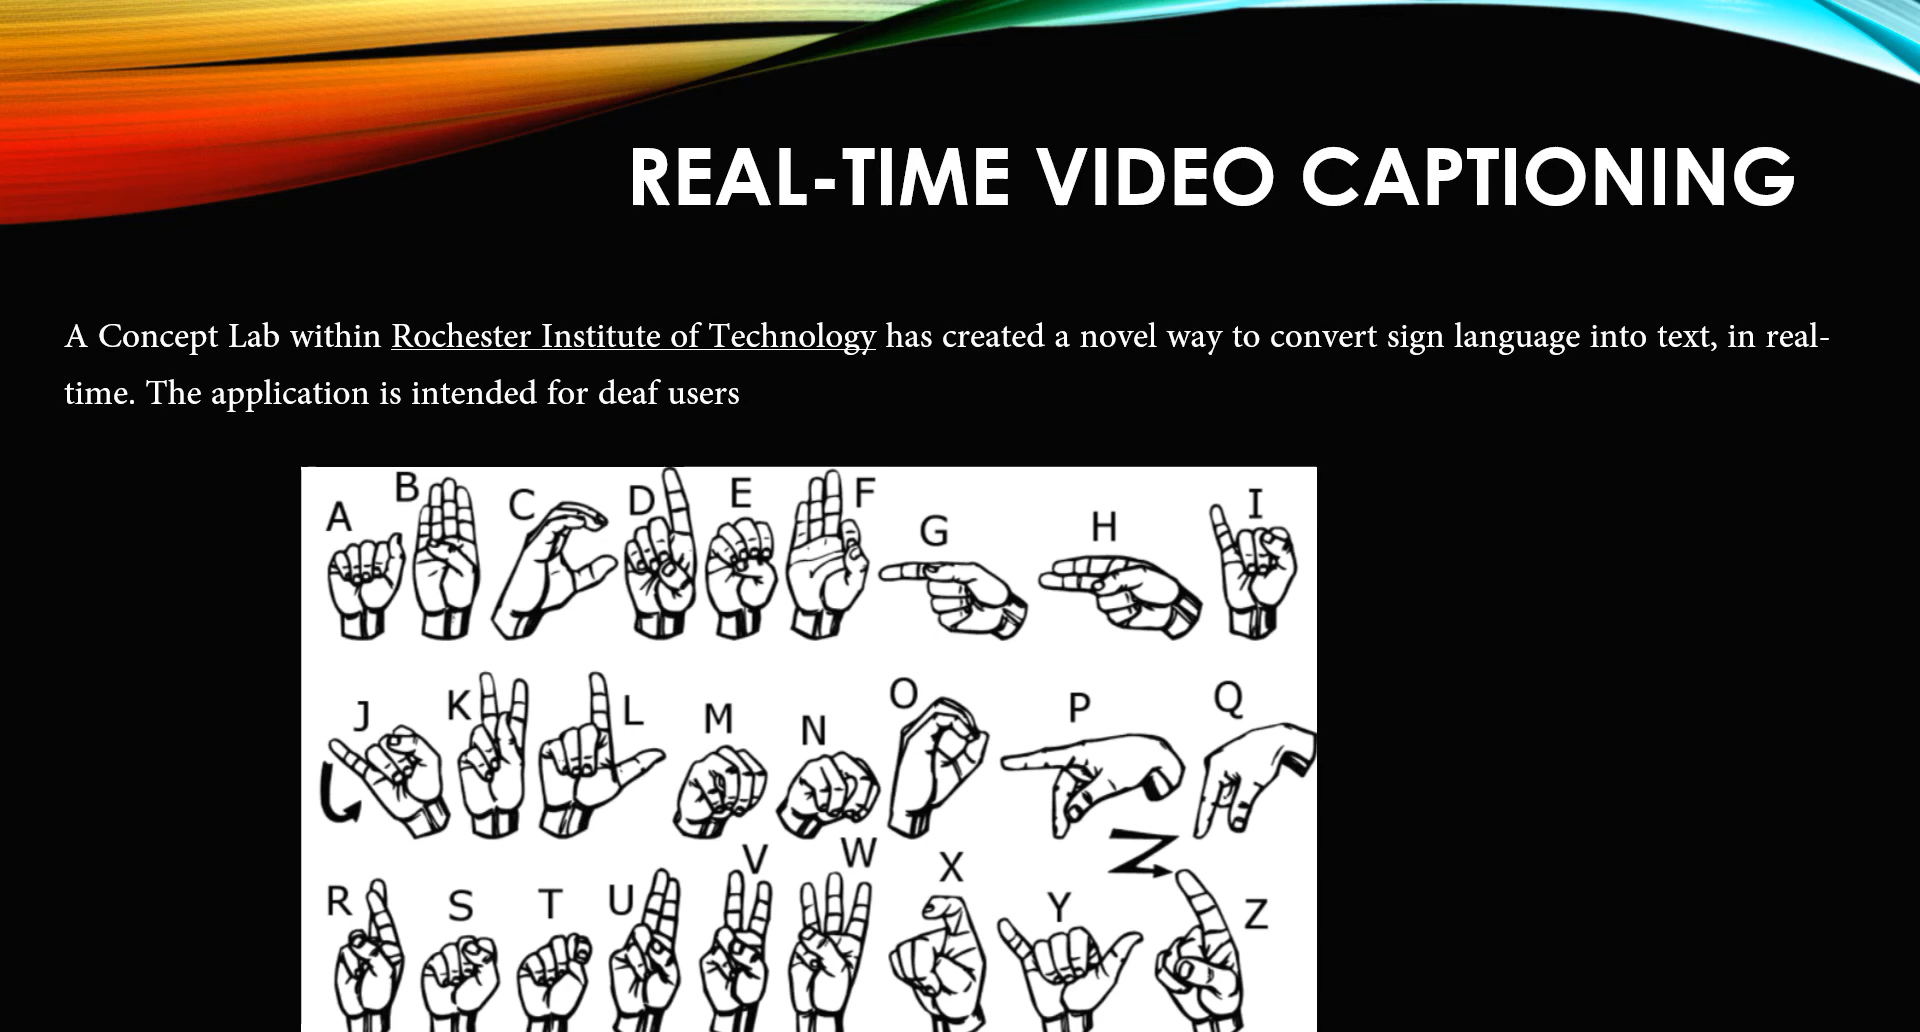 REAL-TIME VIDEO CAPTIONING
A Concept Lab within Rochester Institute of Technology has created a novel way to convert sign language into text, in real-
time. The application is intended for deaf users
A B C D E F G H I
J K L M N O P Q
R S T U V W X Y Z